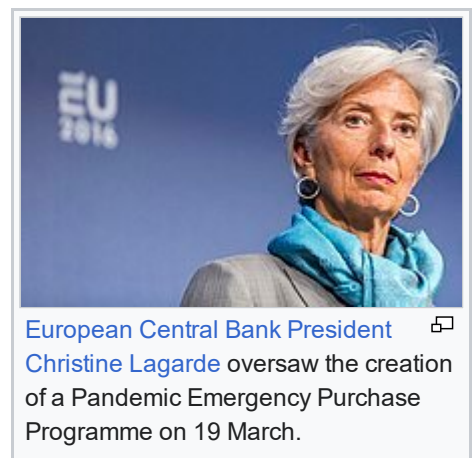 EU
2016
European Central Bank President
Christine Lagarde oversaw the creation
of a Pandemic Emergency Purchase
Programme on 19 March.